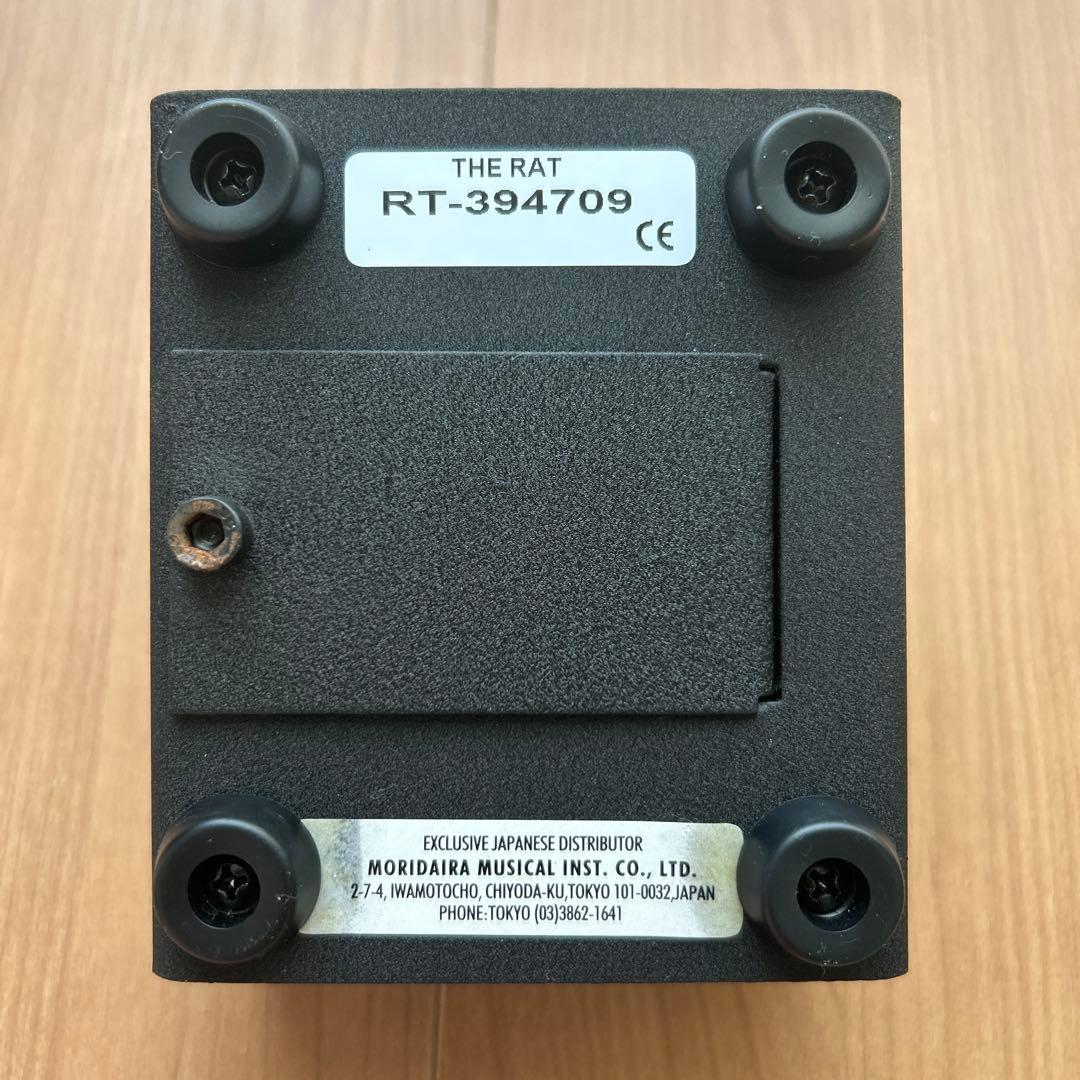 THE RAT
RT-394709
CE
EXCLUSIVE JAPANESE DISTRIBUTOR
MORIDAIRA MUSICAL INST. CO., LTD.
2-7-4, IWAMOTOCHO, CHIYODA-KU,TOKYO 101-0032,JAPAN
PHONE:TOKYO (03)3862-1641